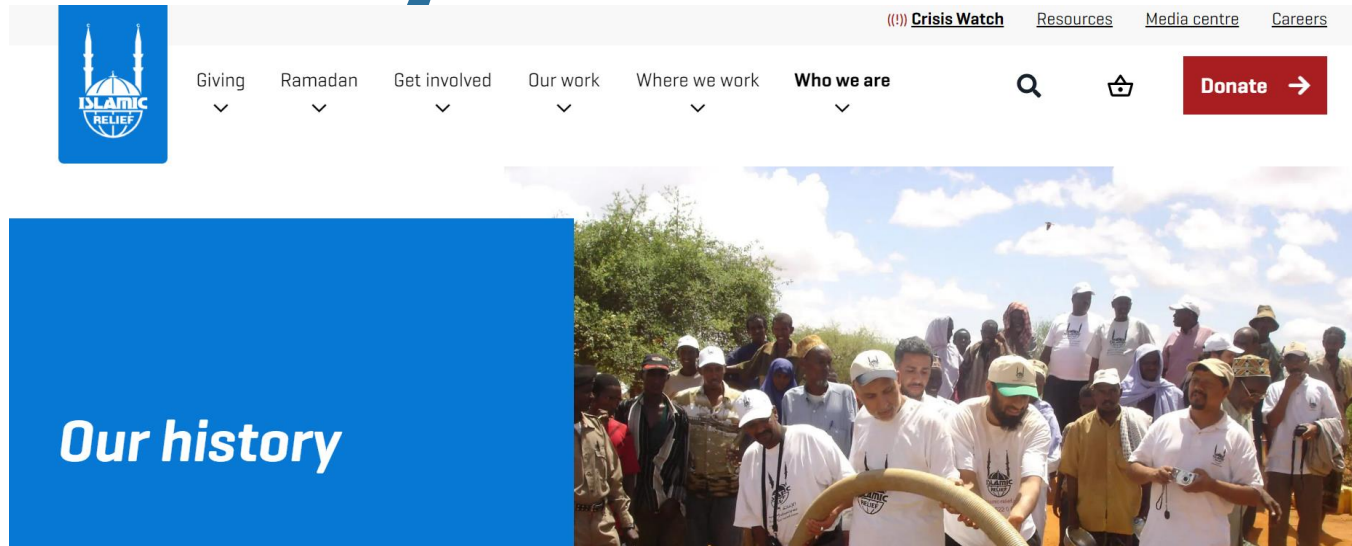 ((!)) Crisis Watch Resources Media centre Careers
ISLAMIC
RELIEF
Giving Ramadan Get involved Our work Where we work Who we are Donate
Our history